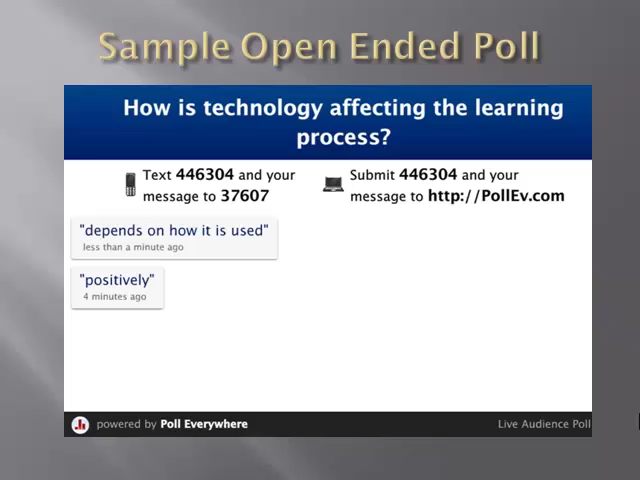 Sample Open Ended Poll
How is technology affecting the learning
process?
Text 446304 and your
message to 37607
Submit 446304 and your
message to http://PollEv.com
"depends on how it is used"
less than a minute ago
"positively"
4 minutes ago
powered by Poll Everywhere
Live Audience Poll